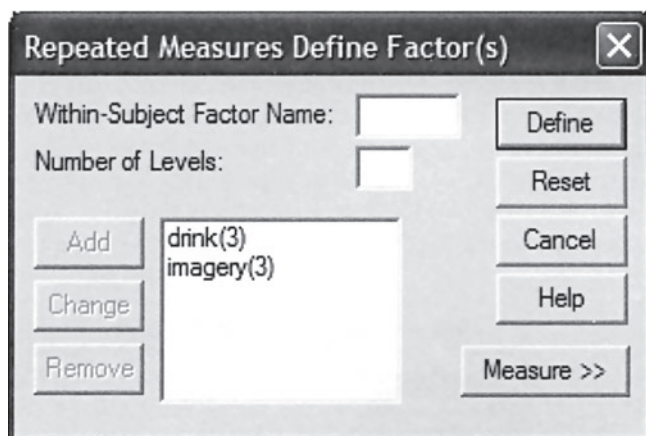 Repeated Measures Define Factor(s)
Within-Subject Factor Name:
Define
Number of Levels:
Reset
Add
drink(3)
Cancel
imagery(3)
Change
Help
Remove
Measure >>